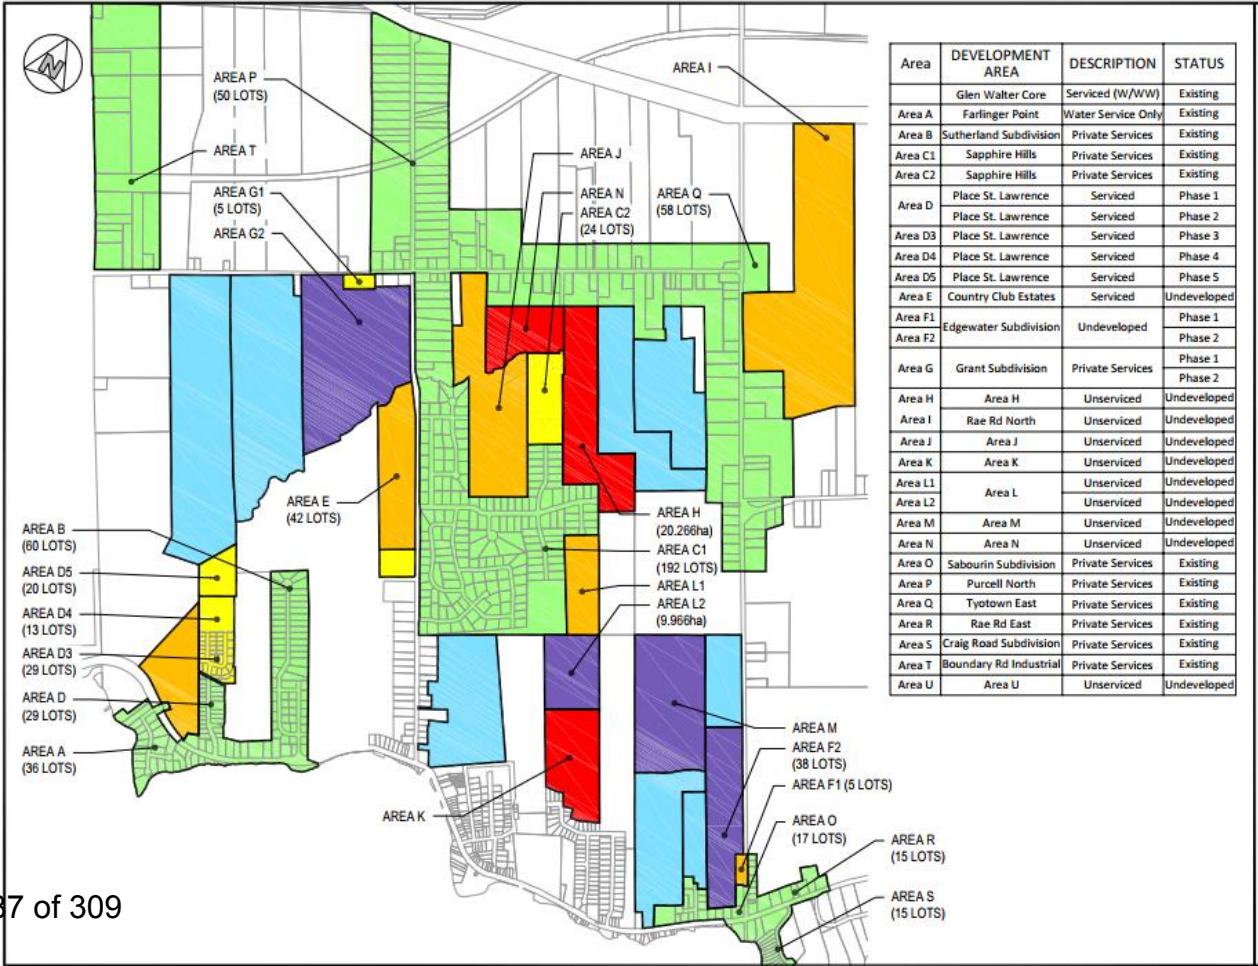 N
AREA P
(50 LOTS)
AREA T
AREA G1
(5 LOTS)
AREA G2
AREA I
AREA J
AREA N
AREA C2
(24 LOTS)
AREA Q
(58 LOTS)
AREA E
(42 LOTS)
AREA B
(60 LOTS)
AREA D5
(20 LOTS)
AREA D4
(13 LOTS)
AREA D3
(29 LOTS)
AREA D
(29 LOTS)
AREA A
(36 LOTS)
AREA H
(20.266ha)
AREA C1
(192 LOTS)
AREA L1
AREA L2
(9.966ha)
AREA K
AREA M
AREA F2
(38 LOTS)
AREA F1 (5 LOTS)
AREA O
(17 LOTS)
AREA R
(15 LOTS)
AREA S
(15 LOTS)
37 of 309
Area DEVELOPMENT AREA DESCRIPTION STATUS
Glen Walter Core Serviced (W/WW) Existing
Area A Farlinger Point Water Service Only Existing
Area B Sutherland Subdivision Private Services Existing
Area C1 Sapphire Hills Private Services Existing
Area C2 Sapphire Hills Private Services Existing
Area D Place St. Lawrence Serviced Phase 1
Place St. Lawrence Serviced Phase 2
Area D3 Place St. Lawrence Serviced Phase 3
Area D4 Place St. Lawrence Serviced Phase 4
Area D5 Place St. Lawrence Serviced Phase 5
Area E Country Club Estates Serviced Undeveloped
Area F1 Edgewater Subdivision Undeveloped Phase 1
Area F2 Phase 2
Area G Grant Subdivision Private Services Phase 1
Phase 2
Area H Area H Unserviced Undeveloped
Area I Rae Rd North Unserviced Undeveloped
Area J Area J Unserviced Undeveloped
Area K Area K Unserviced Undeveloped
Area L1 Area L Unserviced Undeveloped
Area L2 Unserviced Undeveloped
Area M Area M Unserviced Undeveloped
Area N Area N Unserviced Undeveloped
Area O Sabourin Subdivision Private Services Existing
Area P Purcell North Private Services Existing
Area Q Tyotown East Private Services Existing
Area R Rae Rd East Private Services Existing
Area S Craig Road Subdivision Private Services Existing
Area T Boundary Rd Industrial Private Services Existing
Area U Area U Unserviced Undeveloped